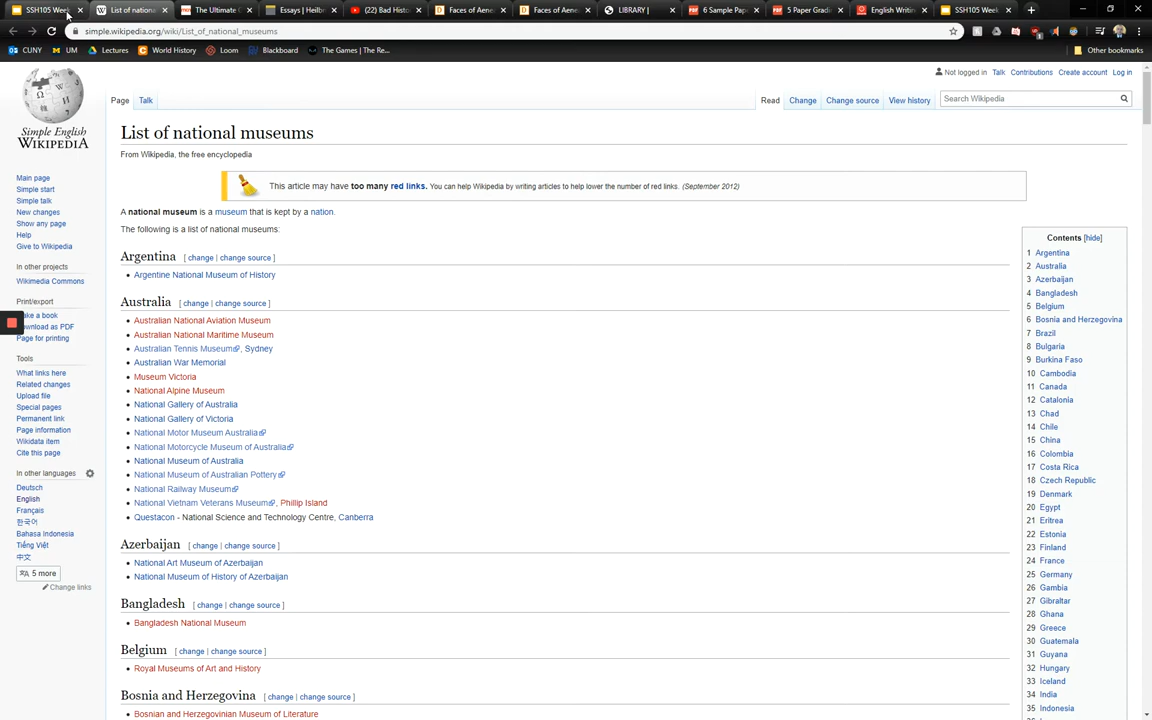 SSH105 Week
List of nationa
The Ultimate
Essays | Heilb
(22) Bad Hist
Faces of Aene
Faces of Aene
LIBRARY |
6 Sample Pap
5 Paper Gradi
English Writin
SSH105 Week
simple.wikipedia.org/wiki/List_of_national_museums
CUNY
UM
Lectures
World History
Loom
Blackboard
The Games | The Re...
Other bookmarks
Not logged in Talk Contributions Create account Log in
Page Talk
Read Change Change source View history
Search Wikipedia
Simple English
WIKIPEDIA
Main page
Simple start
Simple talk
New changes
Show any page
Help
Give to Wikipedia
In other projects
Wikimedia Commons
Print/export
ake a book
ownload as PDF
Page for printing
Tools
What links here
Related changes
Upload file
Special pages
Permanent link
Page information
Wikidata item
Cite this page
In other languages
Deutsch
English
Français
한국어
Bahasa Indonesia
Tiếng Việt
中文
5 more
Change links
List of national museums
From Wikipedia, the free encyclopedia
This article may have too many red links. You can help Wikipedia by writing articles to help lower the number of red links. (September 2012)
A national museum is a museum that is kept by a nation.
The following is a list of national museums:
Argentina [ change | change source ]
• Argentine National Museum of History
Australia [ change | change source ]
• Australian National Aviation Museum
• Australian National Maritime Museum
• Australian Tennis Museum, Sydney
• Australian War Memorial
• Museum Victoria
• National Alpine Museum
• National Gallery of Australia
• National Gallery of Victoria
• National Motor Museum Australia
• National Motorcycle Museum of Australia
• National Museum of Australia
• National Museum of Australian Pottery
• National Railway Museum
• National Vietnam Veterans Museum, Phillip Island
• Questacon - National Science and Technology Centre, Canberra
Azerbaijan [ change | change source ]
• National Art Museum of Azerbaijan
• National Museum of History of Azerbaijan
Bangladesh [ change | change source ]
• Bangladesh National Museum
Belgium [ change | change source ]
• Royal Museums of Art and History
Bosnia and Herzegovina [ change | change source ]
• Bosnian and Herzegovinian Museum of Literature
Contents [hide]
1 Argentina
2 Australia
3 Azerbaijan
4 Bangladesh
5 Belgium
6 Bosnia and Herzegovina
7 Brazil
8 Bulgaria
9 Burkina Faso
10 Cambodia
11 Canada
12 Catalonia
13 Chad
14 Chile
15 China
16 Colombia
17 Costa Rica
18 Czech Republic
19 Denmark
20 Egypt
21 Eritrea
22 Estonia
23 Finland
24 France
25 Germany
26 Gambia
27 Gibraltar
28 Ghana
29 Greece
30 Guatemala
31 Guyana
32 Hungary
33 Iceland
34 India
35 Indonesia